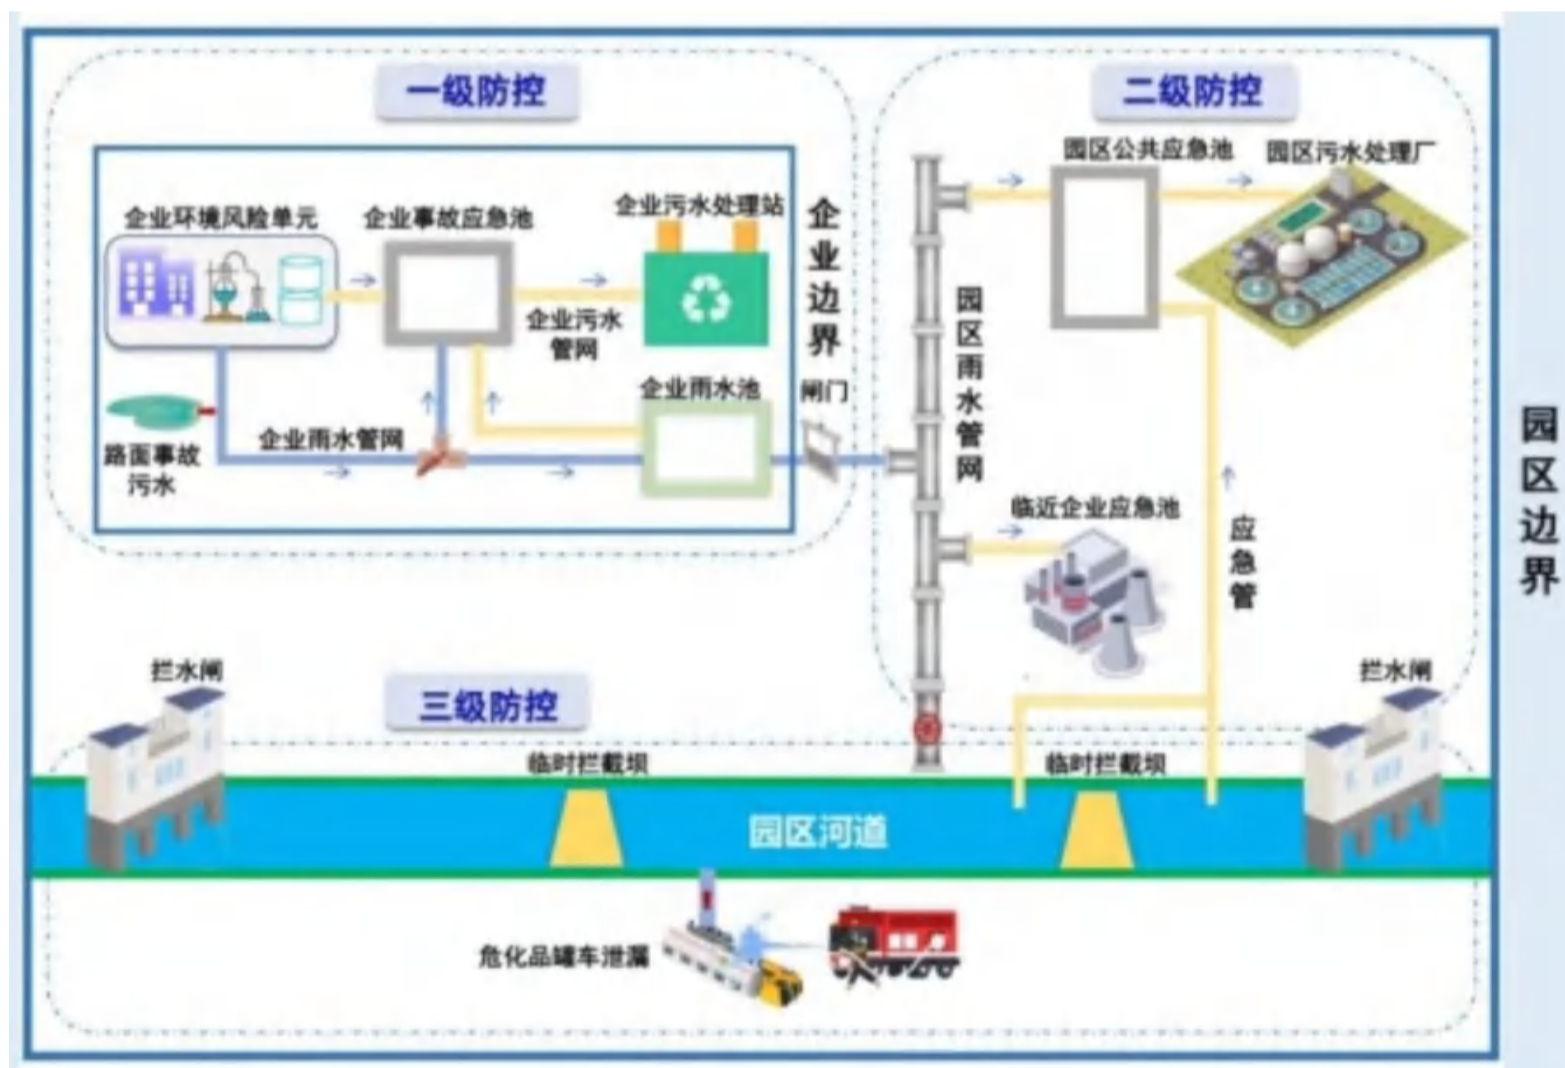 一级防控
二级防控
企业环境风险单元
企业事故应急池
企业污水处理站
企业污水
管网
企业雨水池
企业雨水管网
路面事故
污水
企业边界
闸门
园区公共应急池
园区污水处理厂
园区雨水管网
临近企业应急池
应急管
园区边界
三级防控
拦水闸
拦水闸
临时拦截坝
临时拦截坝
园区河道
危化品罐车泄漏